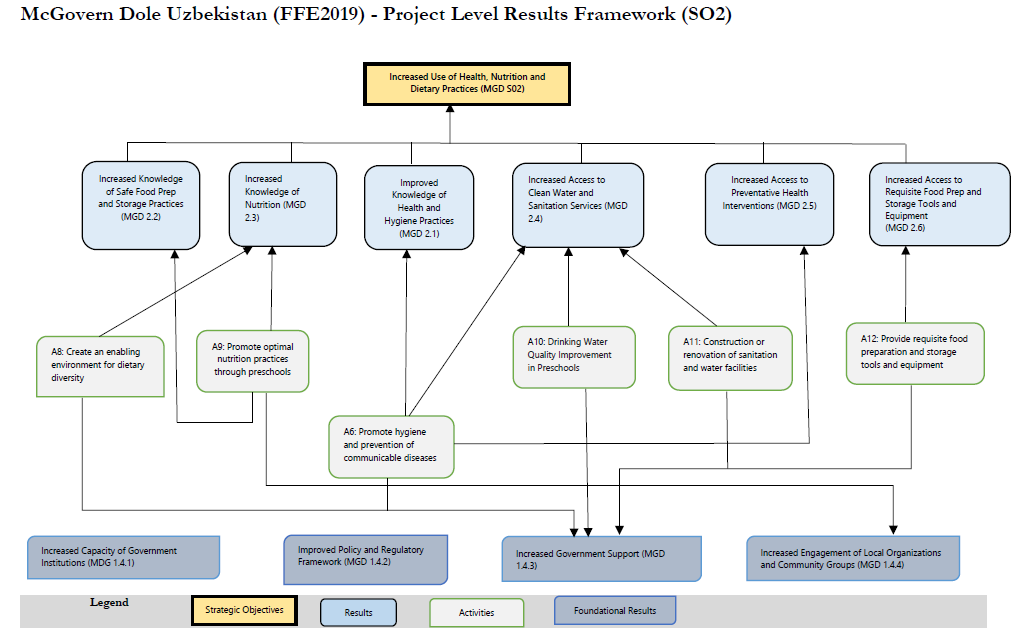 McGovern Dole Uzbekistan (FFE2019) - Project Level Results Framework (SO2)
Increased Use of Health, Nutrition and
Dietary Practices (MGD S02)
Increased Knowledge
of Safe Food Prep
and Storage Practices
(MGD 2.2)
Increased
Knowledge of
Nutrition (MGD
2.3)
Improved
Knowledge of
Health and
Hygiene Practices
(MGD 2.1)
Increased Access to
Clean Water and
Sanitation Services (MGD
2.4)
Increased Access to
Preventative Health
Interventions (MGD 2.5)
Increased Access to
Requisite Food Prep and
Storage Tools and
Equipment
(MGD 2.6)
A8: Create an enabling
environment for dietary
diversity
A9: Promote optimal
nutrition practices
through preschools
A6: Promote hygiene
and prevention of
communicable diseases
A10: Drinking Water
Quality Improvement
in Preschools
A11: Construction or
renovation of sanitation
and water facilities
A12: Provide requisite food
preparation and storage
tools and equipment
Increased Capacity of Government
Institutions (MDG 1.4.1)
Improved Policy and Regulatory
Framework (MGD 1.4.2)
Increased Government Support (MGD
1.4.3)
Increased Engagement of Local Organizations
and Community Groups (MGD 1.4.4)
Legend
Strategic Objectives
Results
Activities
Foundational Results